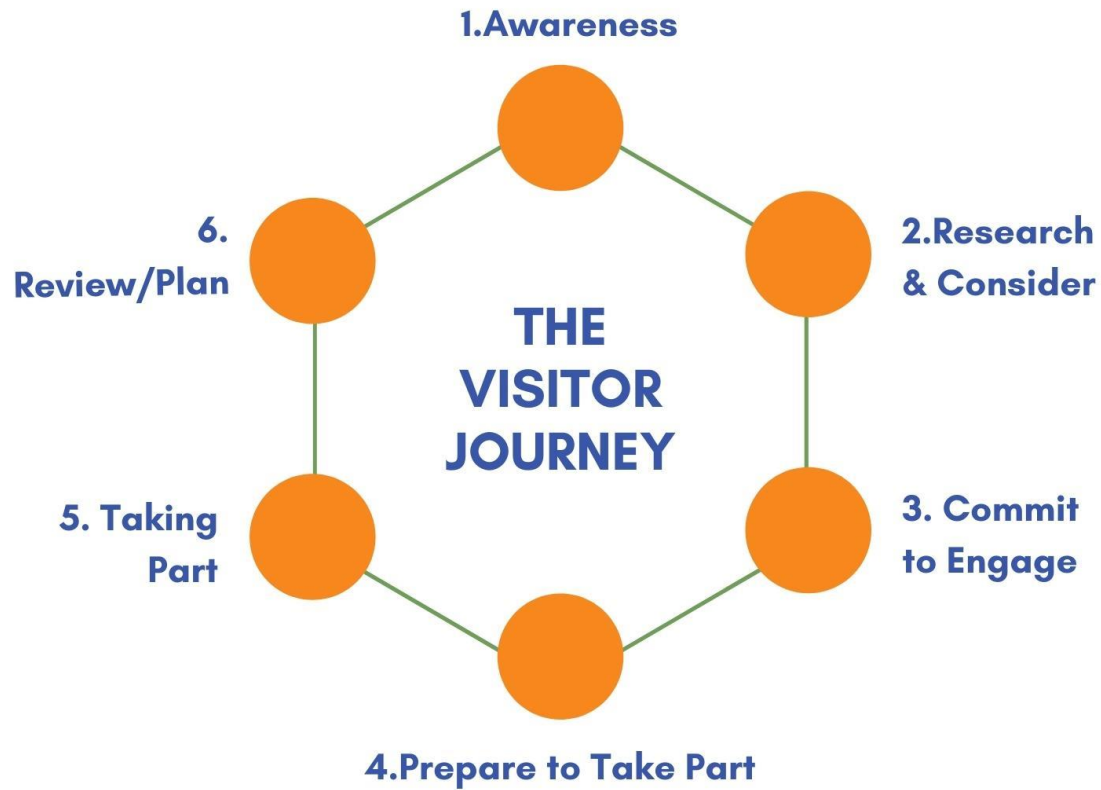 1.Awareness
2.Research
& Consider
3. Commit
to Engage
4.Prepare to Take Part
5. Taking
Part
6.
Review/Plan
THE
VISITOR
JOURNEY